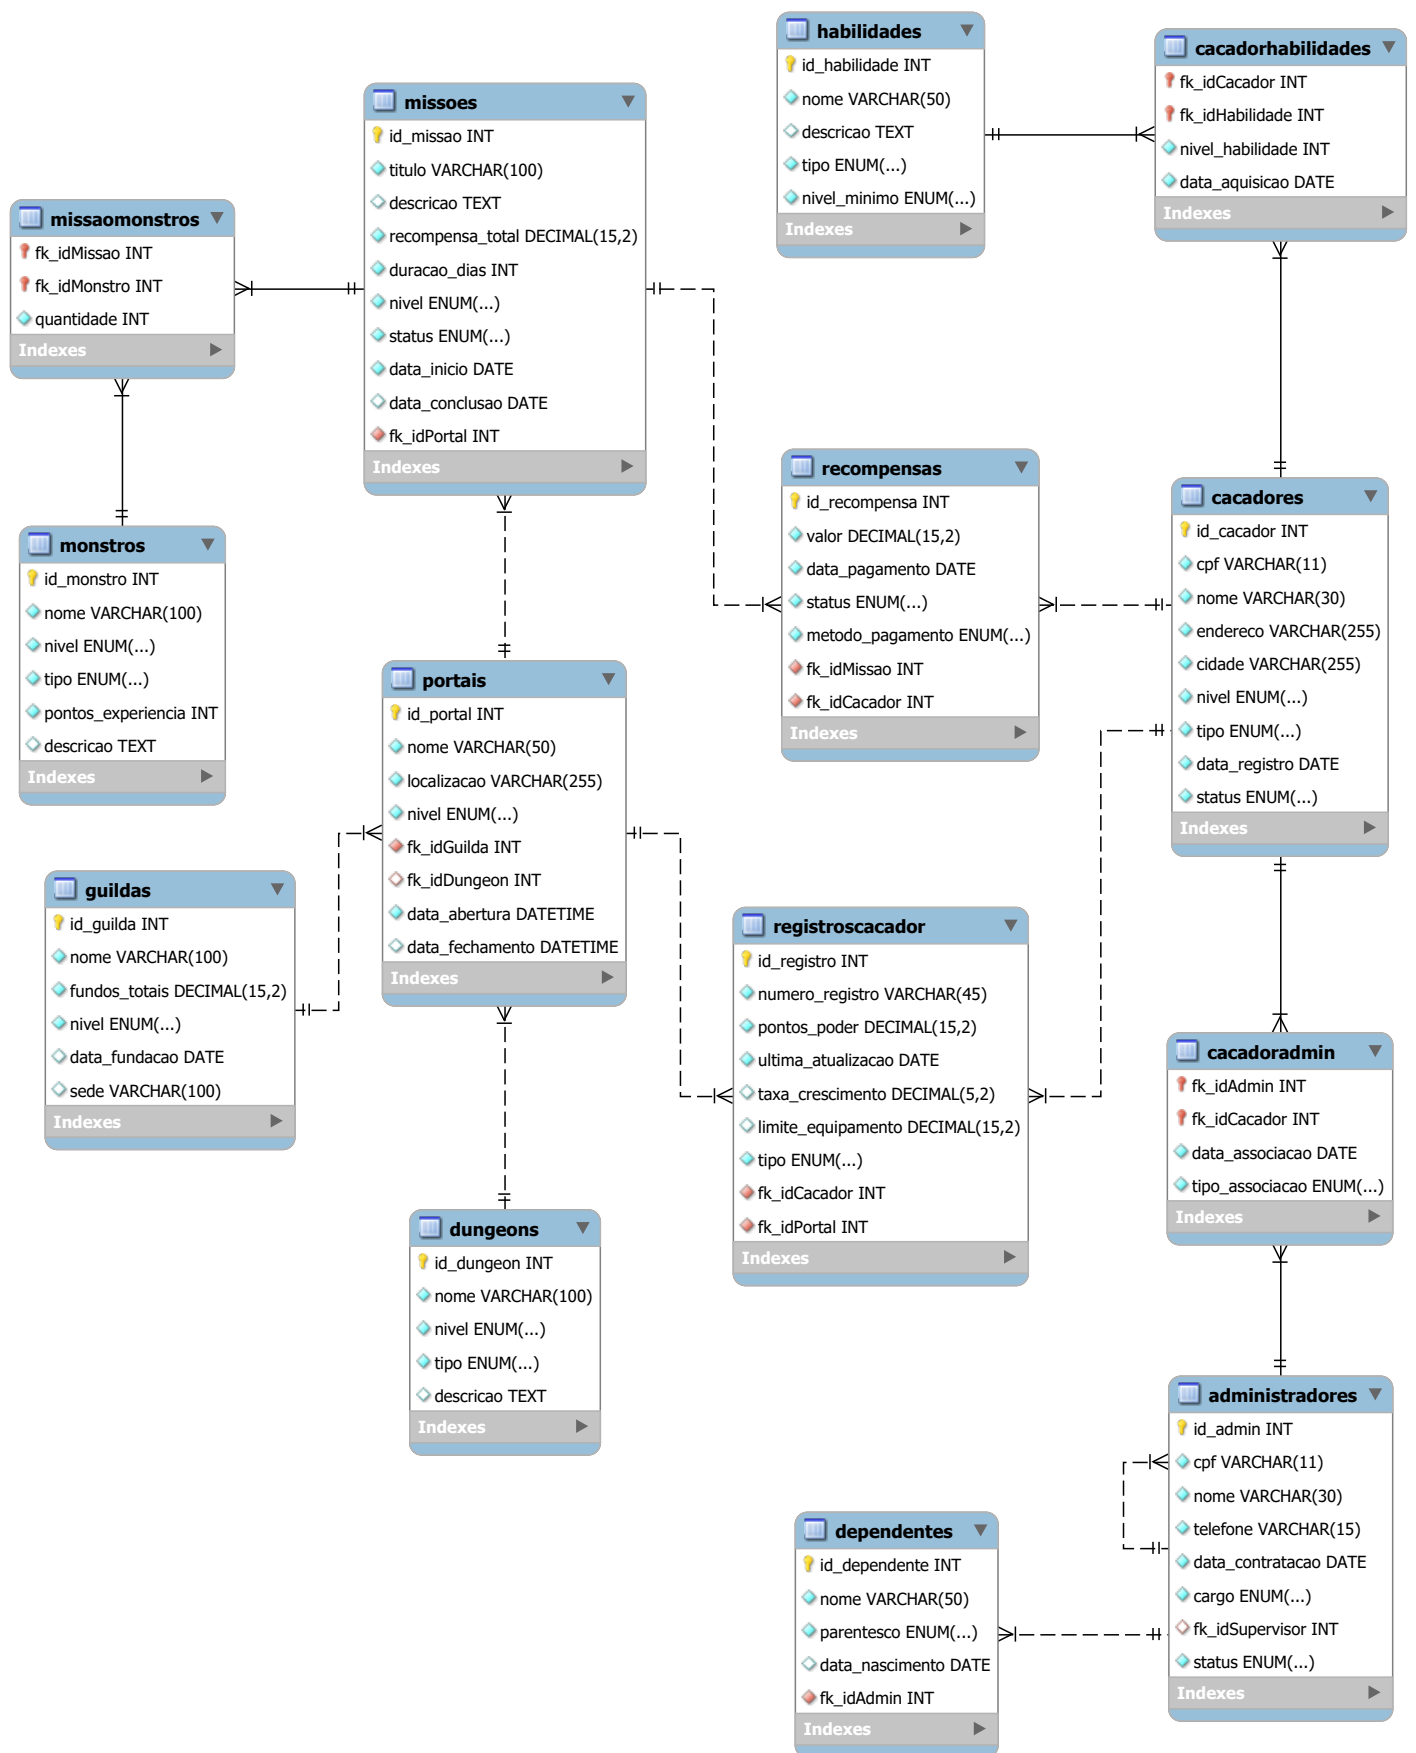 habilidades
id_habilidade INT
nome VARCHAR(50)
descricao TEXT
tipo ENUM(...)
nivel_minimo ENUM(...)
Indexes
cacadorhabilidades
fk_idCacador INT
fk_idHabilidade INT
nivel_habilidade INT
data_aquisicao DATE
Indexes
missoes
id_missao INT
titulo VARCHAR(100)
descricao TEXT
recompensa_total DECIMAL(15,2)
duracao_dias INT
nivel ENUM(...)
status ENUM(...)
data_inicio DATE
data_conclusao DATE
fk_idPortal INT
Indexes
missaomonstros
fk_idMissao INT
fk_idMonstro INT
quantidade INT
Indexes
recompensas
id_recompensa INT
valor DECIMAL(15,2)
data_pagamento DATE
status ENUM(...)
metodo_pagamento ENUM(...)
fk_idMissao INT
fk_idCacador INT
Indexes
cacadores
id_cacador INT
cpf VARCHAR(11)
nome VARCHAR(30)
endereco VARCHAR(255)
cidade VARCHAR(255)
nivel ENUM(...)
tipo ENUM(...)
data_registro DATE
status ENUM(...)
Indexes
monstros
id_monstro INT
nome VARCHAR(100)
nivel ENUM(...)
tipo ENUM(...)
pontos_experiencia INT
descricao TEXT
Indexes
portais
id_portal INT
nome VARCHAR(50)
localizacao VARCHAR(255)
nivel ENUM(...)
fk_idGuilda INT
fk_idDungeon INT
data_abertura DATETIME
data_fechamento DATETIME
Indexes
guildas
id_guilda INT
nome VARCHAR(100)
fundos_totais DECIMAL(15,2)
nivel ENUM(...)
data_fundacao DATE
sede VARCHAR(100)
Indexes
registroscacador
id_registro INT
numero_registro VARCHAR(45)
pontos_poder DECIMAL(15,2)
ultima_atualizacao DATE
taxa_crescimento DECIMAL(5,2)
limite_equipamento DECIMAL(15,2)
tipo ENUM(...)
fk_idCacador INT
fk_idPortal INT
Indexes
cacadoradmin
fk_idAdmin INT
fk_idCacador INT
data_associacao DATE
tipo_associacao ENUM(...)
Indexes
dungeons
id_dungeon INT
nome VARCHAR(100)
nivel ENUM(...)
tipo ENUM(...)
descricao TEXT
Indexes
administradores
id_admin INT
cpf VARCHAR(11)
nome VARCHAR(30)
telefone VARCHAR(15)
data_contratacao DATE
cargo ENUM(...)
fk_idSupervisor INT
status ENUM(...)
Indexes
dependentes
id_dependente INT
nome VARCHAR(50)
parentesco ENUM(...)
data_nascimento DATE
fk_idAdmin INT
Indexes